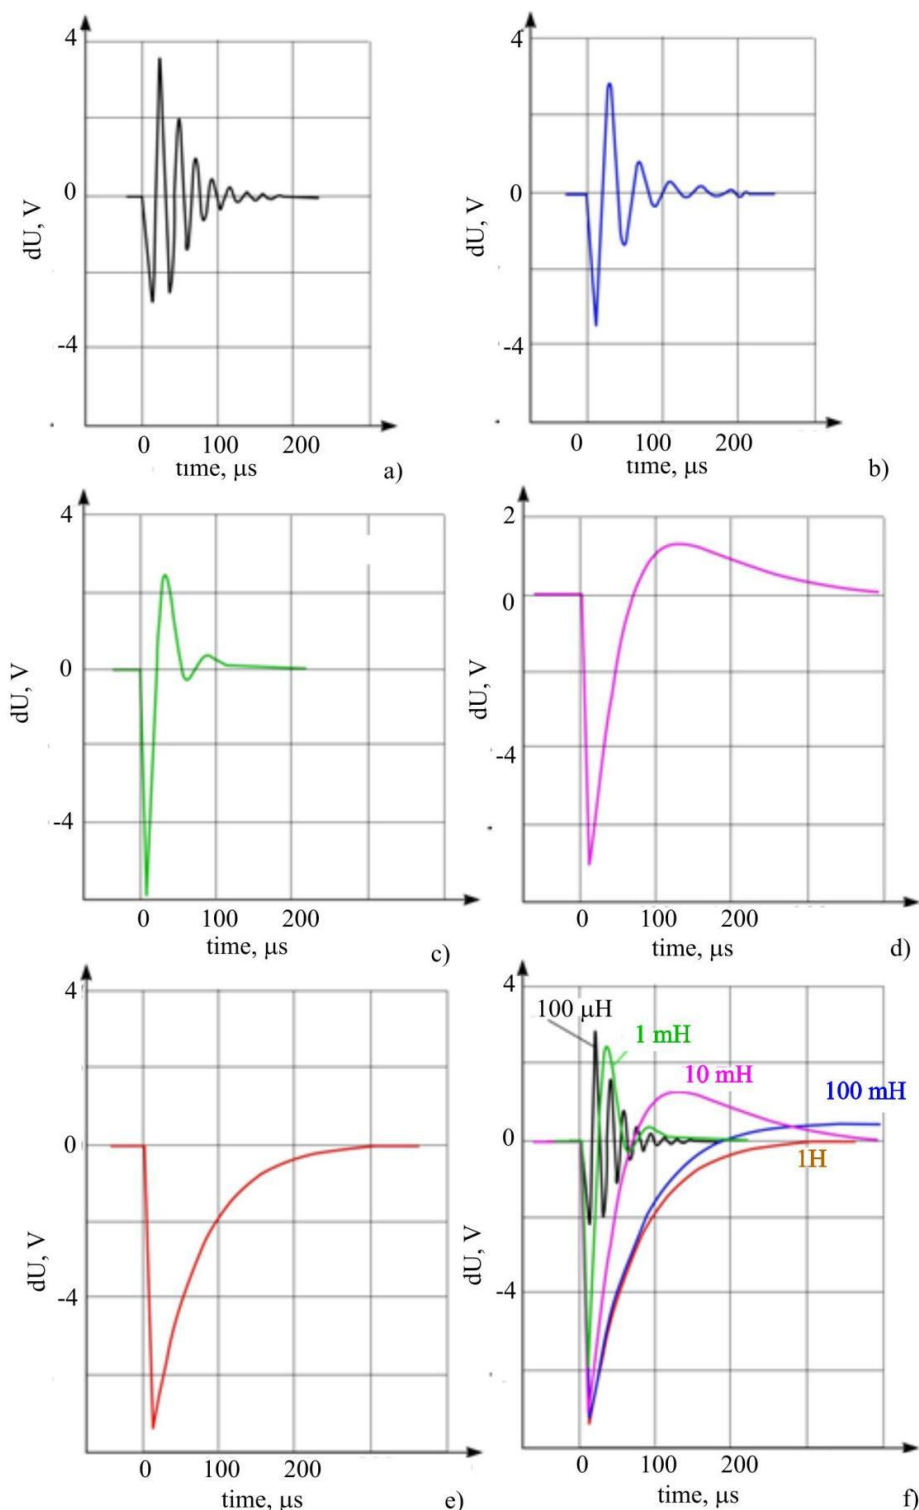 4
0
-4
dU, V
0 100 200
time, μs
a)
4
0
-4
dU, V
0 100 200
time, μs
b)
4
0
-4
dU, V
0 100 200
time, μs
c)
2
0
-4
dU, V
0 100 200
time, μs
d)
4
0
-4
dU, V
0 100 200
time, μs
e)
4
100 μH
1 mH
10 mH
100 mH
0
1H
-4
dU, V
0 100 200
time, μs
f)